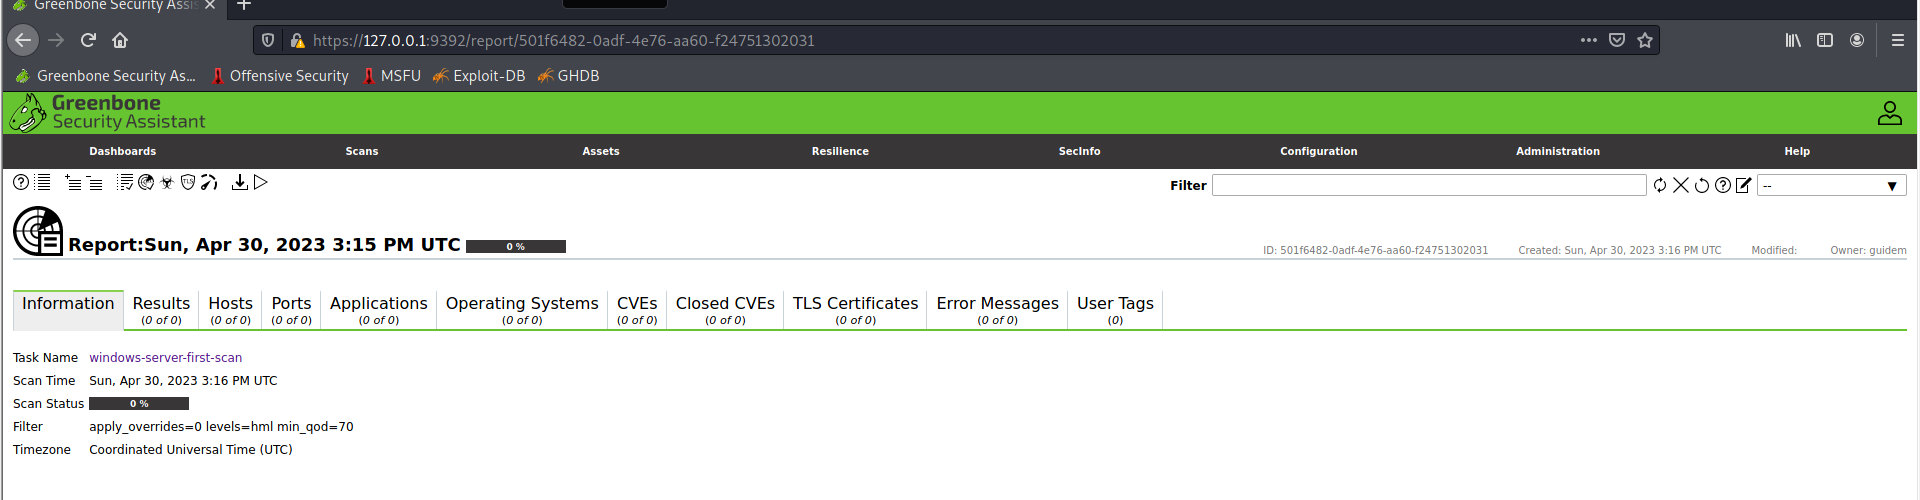 Greenbone Security Assis
https://127.0.0.1:9392/report/501f6482-0adf-4e76-aa60-f24751302031
Greenbone Security As... Offensive Security MSFU Exploit-DB GHDB
Greenbone
Security Assistant
Dashboards Scans Assets Resilience SecInfo Configuration Administration Help
Filter --
Report:Sun, Apr 30, 2023 3:15 PM UTC 0 % ID: 501f6482-0adf-4e76-aa60-f24751302031 Created: Sun, Apr 30, 2023 3:16 PM UTC Modified: Owner: guidem
Information Results Hosts Ports Applications Operating Systems CVEs Closed CVEs TLS Certificates Error Messages User Tags
(0 of 0) (0 of 0) (0 of 0) (0 of 0) (0 of 0) (0 of 0) (0 of 0) (0 of 0) (0 of 0) (0)
Task Name windows-server-first-scan
Scan Time Sun, Apr 30, 2023 3:16 PM UTC
Scan Status 0 %
Filter apply_overrides=0 levels=hml min_qod=70
Timezone Coordinated Universal Time (UTC)